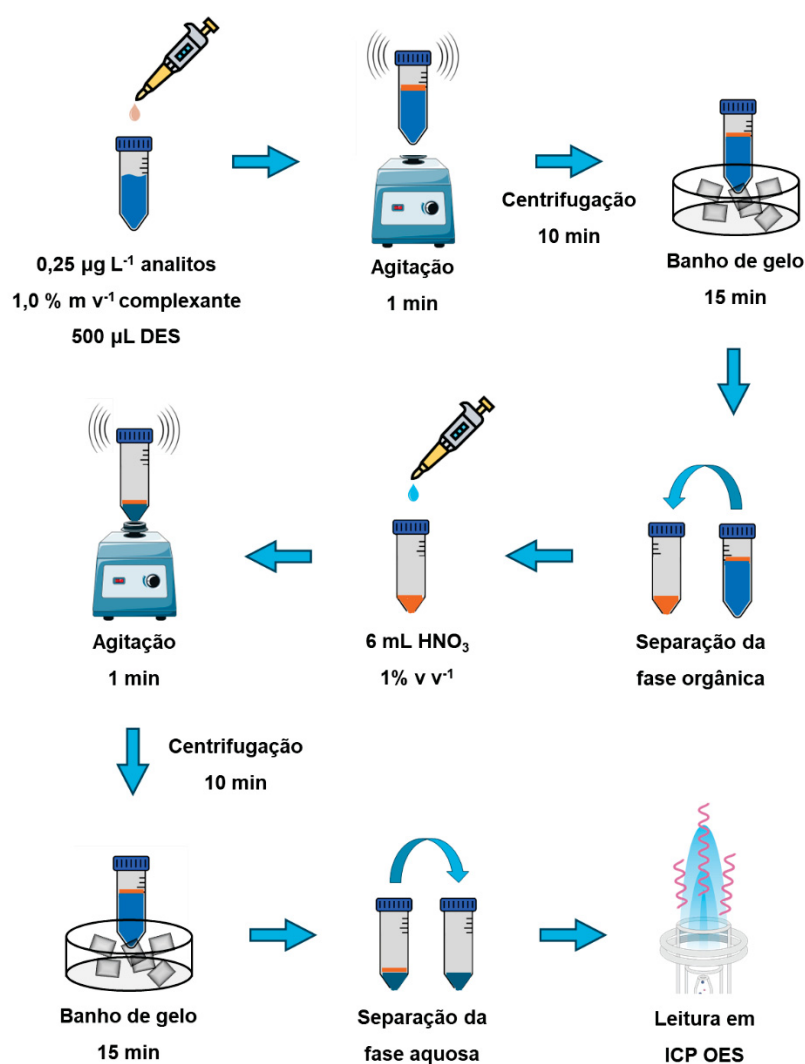 0,25 µg L⁻¹ analitos
1,0 % m v⁻¹ complexante
500 µL DES
Agitação
1 min
Centrifugação
10 min
Banho de gelo
15 min
Agitação
1 min
6 mL HNO₃
1% v v⁻¹
Separação da
fase orgânica
Centrifugação
10 min
Banho de gelo
15 min
Separação da
fase aquosa
Leitura em
ICP OES